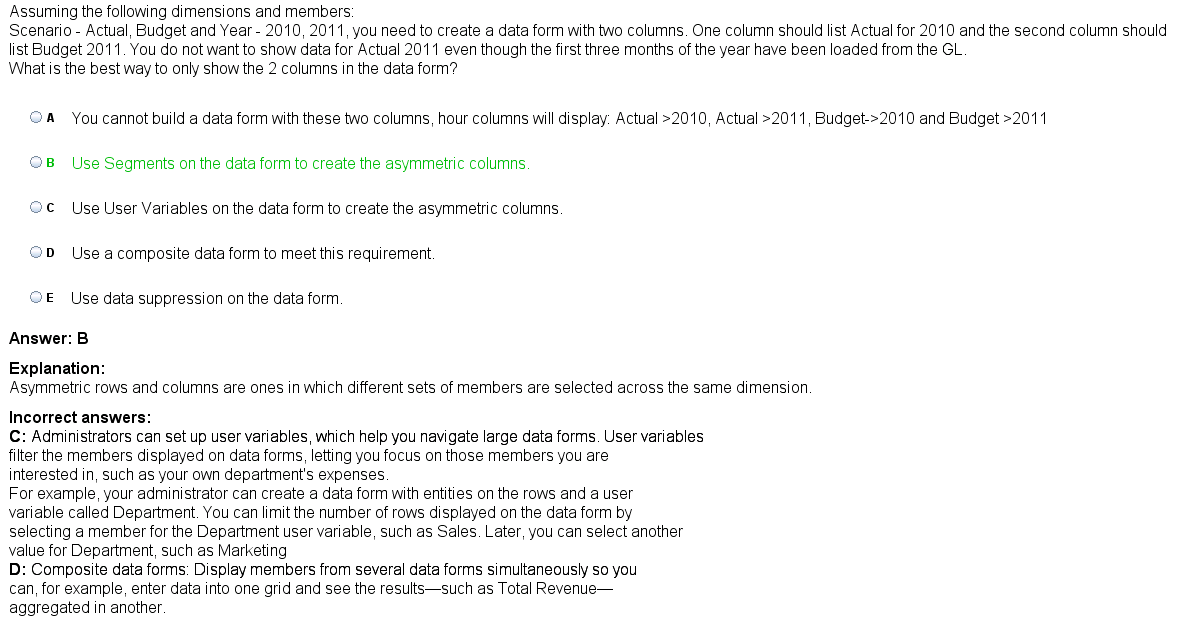 Assuming the following dimensions and members:
Scenario - Actual, Budget and Year - 2010, 2011, you need to create a data form with two columns. One column should list Actual for 2010 and the second column should
list Budget 2011. You do not want to show data for Actual 2011 even though the first three months of the year have been loaded from the GL.
What is the best way to only show the 2 columns in the data form?
A You cannot build a data form with these two columns, hour columns will display: Actual >2010, Actual >2011, Budget->2010 and Budget >2011
B Use Segments on the data form to create the asymmetric columns.
C Use User Variables on the data form to create the asymmetric columns.
D Use a composite data form to meet this requirement.
E Use data suppression on the data form.
Answer: B
Explanation:
Asymmetric rows and columns are ones in which different sets of members are selected across the same dimension.
Incorrect answers:
C: Administrators can set up user variables, which help you navigate large data forms. User variables
filter the members displayed on data forms, letting you focus on those members you are
interested in, such as your own department's expenses.
For example, your administrator can create a data form with entities on the rows and a user
variable called Department. You can limit the number of rows displayed on the data form by
selecting a member for the Department user variable, such as Sales. Later, you can select another
value for Department, such as Marketing
D: Composite data forms: Display members from several data forms simultaneously so you
can, for example, enter data into one grid and see the results—such as Total Revenue—
aggregated in another.